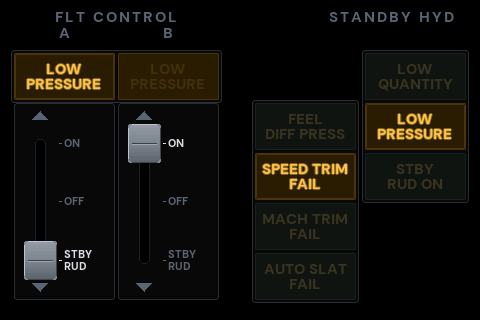 FLT CONTROL
A B
LOW
PRESSURE
LOW
PRESSURE
ON
OFF
STBY
RUD
ON
OFF
STBY
RUD
FEEL
DIFF PRESS
SPEED TRIM
FAIL
MACH TRIM
FAIL
AUTO SLAT
FAIL
STANDBY HYD
LOW
QUANTITY
LOW
PRESSURE
STBY
RUD ON